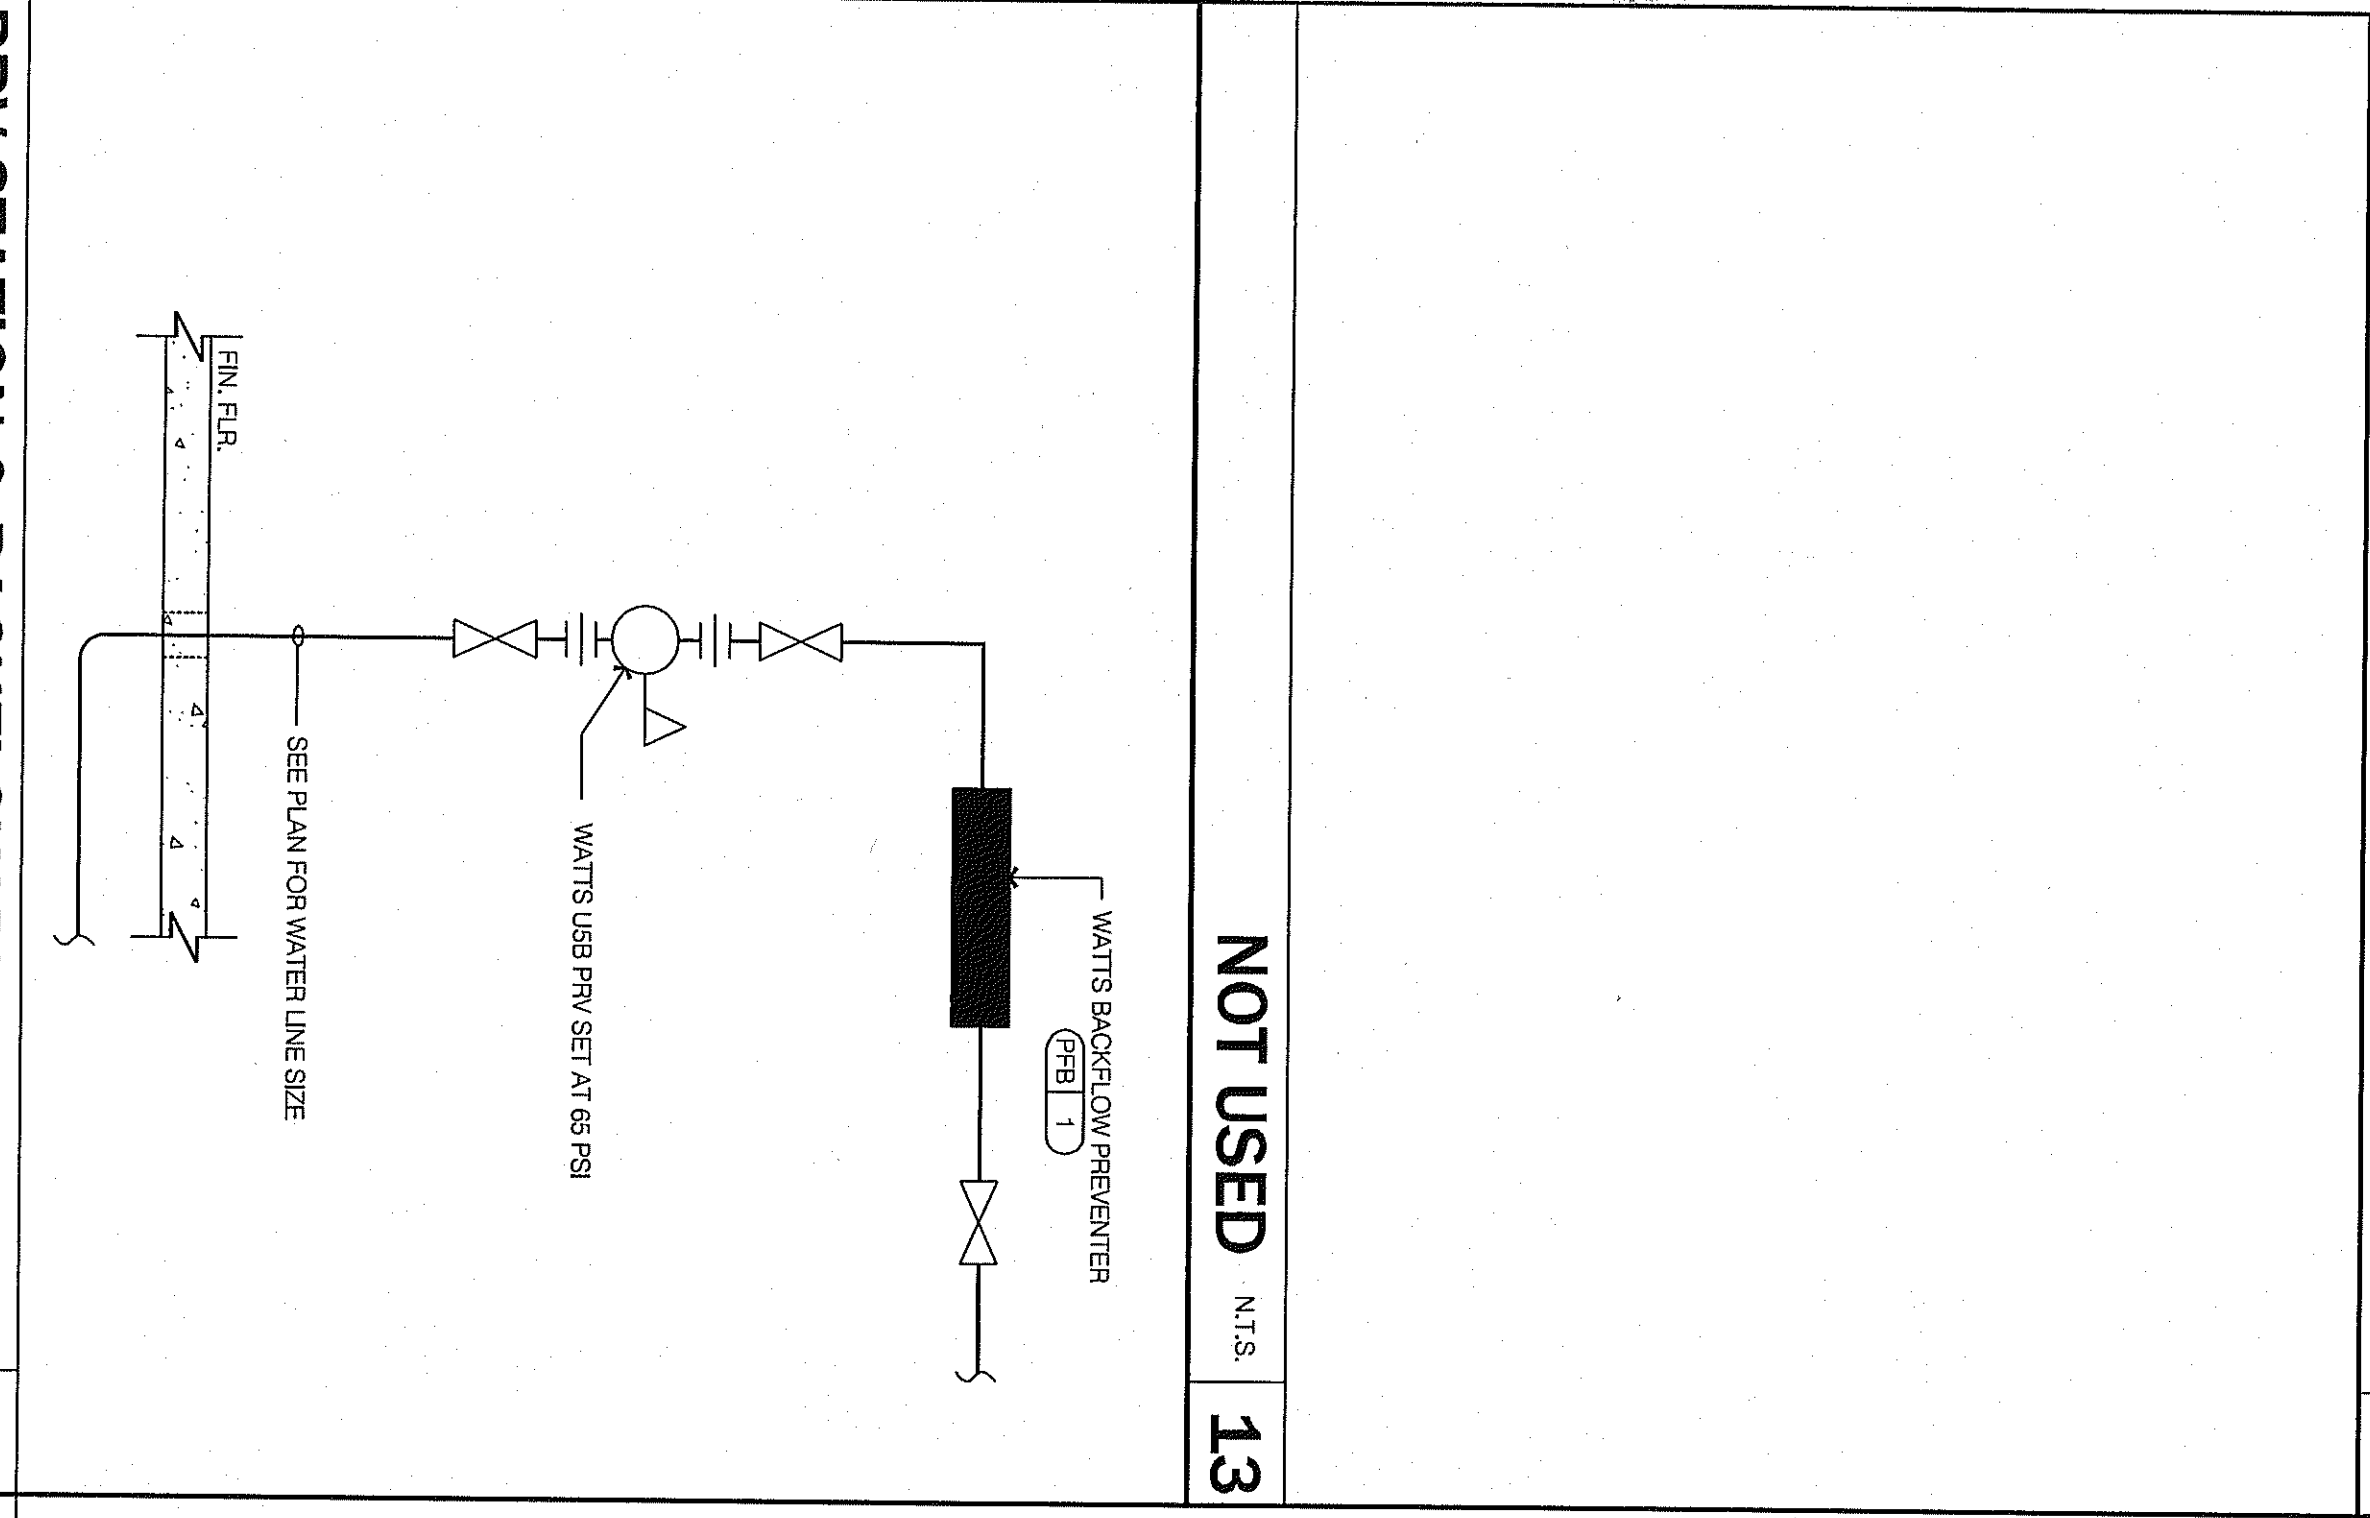 NOT USED N.T.S. 13
WATTS BACKFLOW PREVENTER
PFB 1
WATTS U5B PRV SET AT 65 PSI
SEE PLAN FOR WATER LINE SIZE
FIN. FLR.